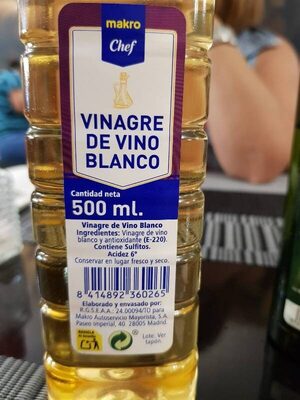 makro
Chef
VINAGRE
DE VINO
BLANCO
Cantidad neta
500 ml.
Vinagre de Vino Blanco
Ingredientes: Vinagre de vino
blanco y antioxidante (E-220).
Contiene Sulfitos.
Acidez 6°
Conservar en lugar fresco y seco.
8 414892 360265
Elaborado y envasado por:
R.G.S.E.A.A.: 24.00094/TO para
Makro Autoservicio Mayorista, S.A.
Paseo Imperial, 40. 28005 Madrid.
Lote: Ver
tapón.